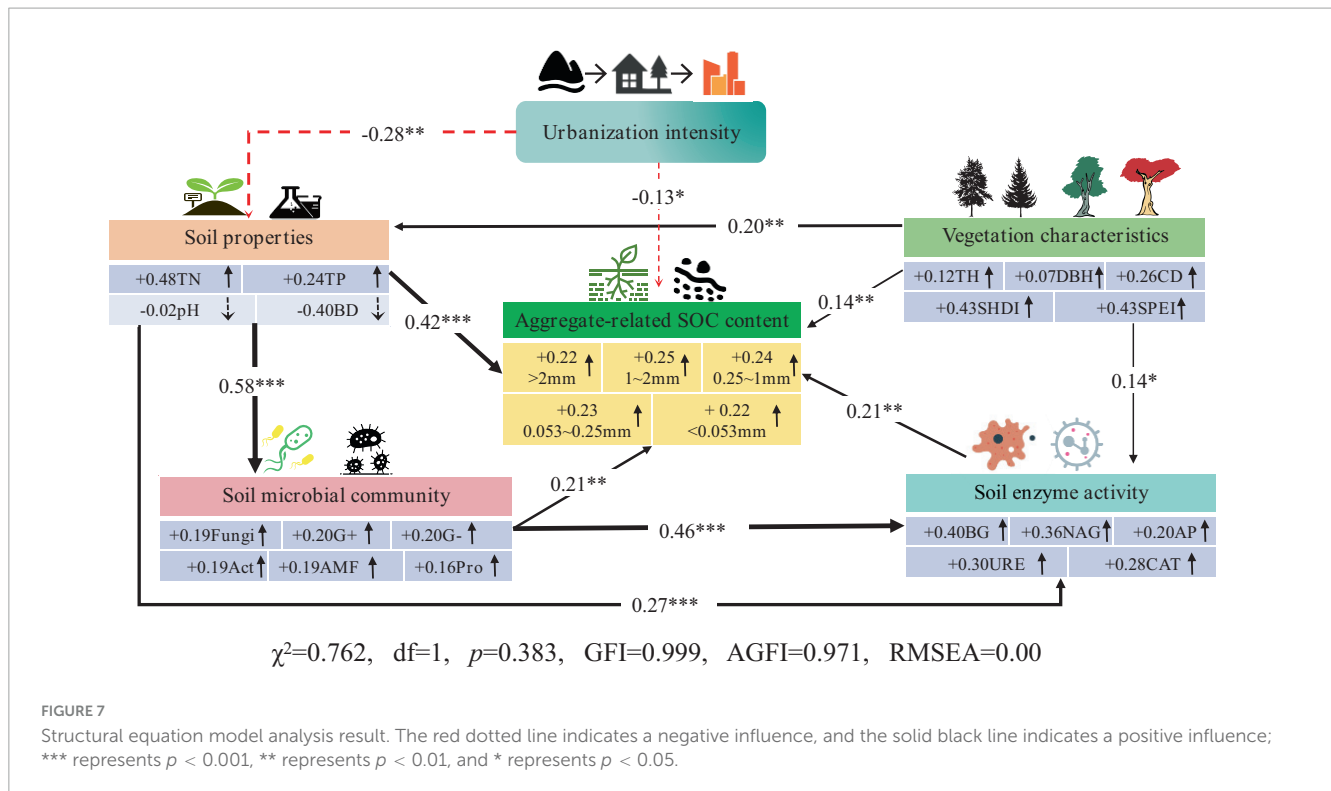 Urbanization intensity
-0.28**
-0.13*
Soil properties
+0.48TN
+0.24TP
-0.02pH
-0.40BD
0.20**
Vegetation characteristics
+0.12TH
+0.07DBH
+0.26CD
+0.43SHDI
+0.43SPEI
0.42***
0.14**
Aggregate-related SOC content
+0.22
>2mm
+0.25
1~2mm
+0.24
0.25~1mm
+0.23
0.053~0.25mm
+ 0.22
<0.053mm
0.58***
0.14*
0.21**
0.21**
Soil microbial community
+0.19Fungi
+0.20G+
+0.20G-
+0.19Act
+0.19AMF
+0.16Pro
0.46***
Soil enzyme activity
+0.40BG
+0.36NAG
+0.20AP
+0.30URE
+0.28CAT
0.27***
χ²=0.762, df=1, p=0.383, GFI=0.999, AGFI=0.971, RMSEA=0.00
FIGURE 7
Structural equation model analysis result. The red dotted line indicates a negative influence, and the solid black line indicates a positive influence;
*** represents p < 0.001, ** represents p < 0.01, and * represents p < 0.05.